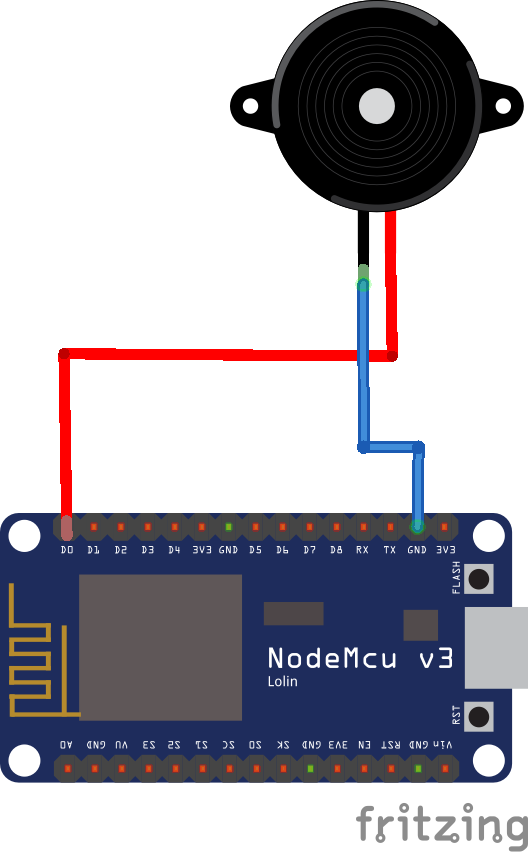 D0 D1 D2 D3 D4 3V3 GND D5 D6 D7 D8 RX TX GND 3V3
FLASH
NodeMcu v3
Lolin
RST
A0 GND VU S3 S2 S1 SC SO SK GND 3V3 EN RST GND Vin
fritzing